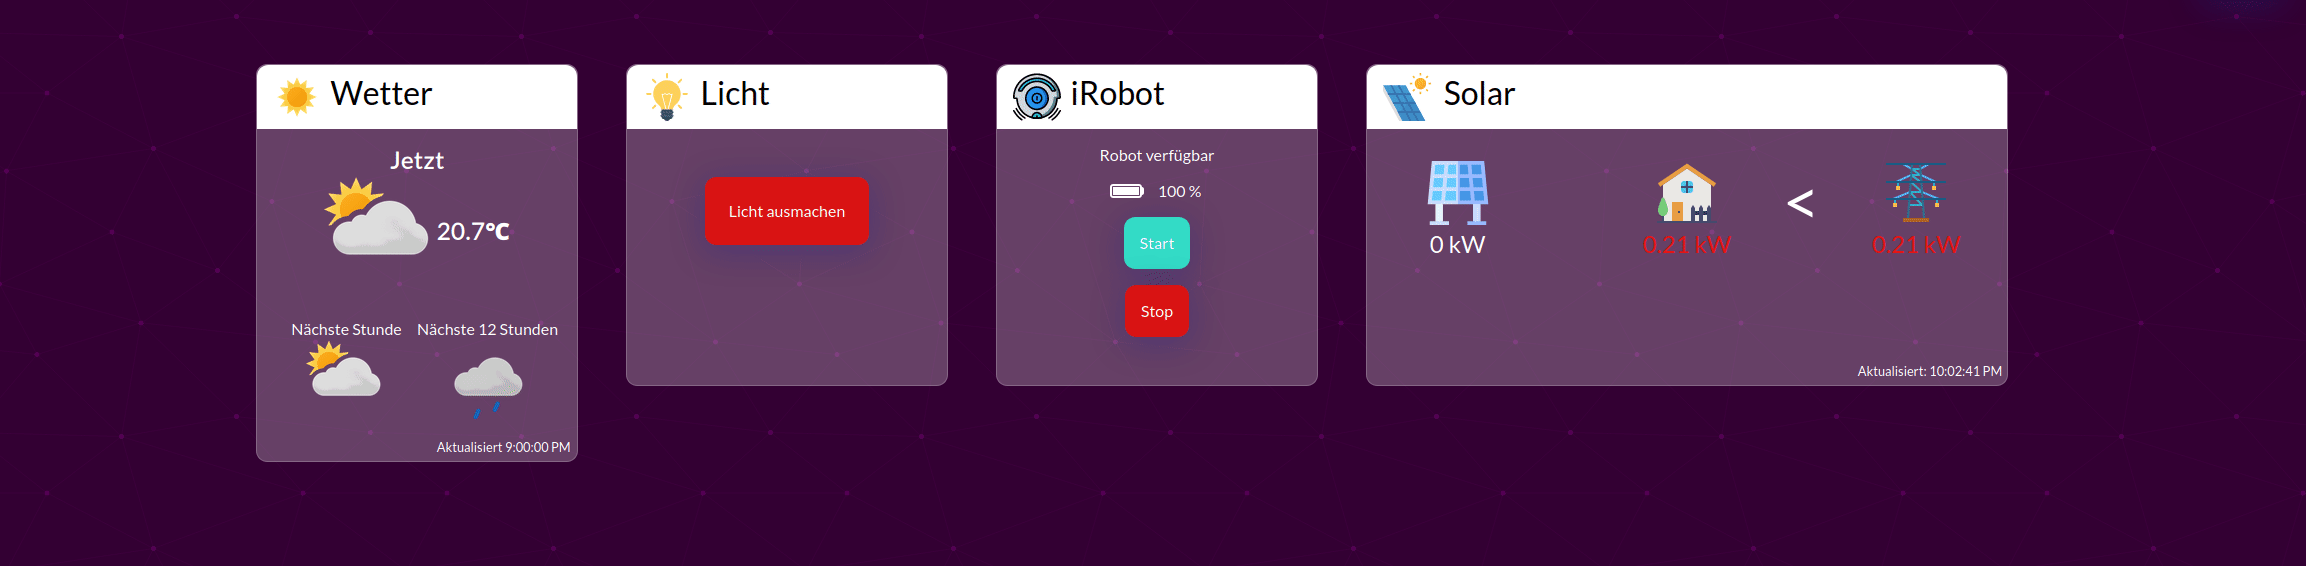 Wetter
Jetzt
20.7°C
Nächste Stunde
Nächste 12 Stunden
Aktualisiert 9:00:00 PM
Licht
Licht ausmachen
iRobot
Robot verfügbar
100 %
Start
Stop
Solar
<
0 kW
0.21 kW
0.21 kW
Aktualisiert: 10:02:41 PM